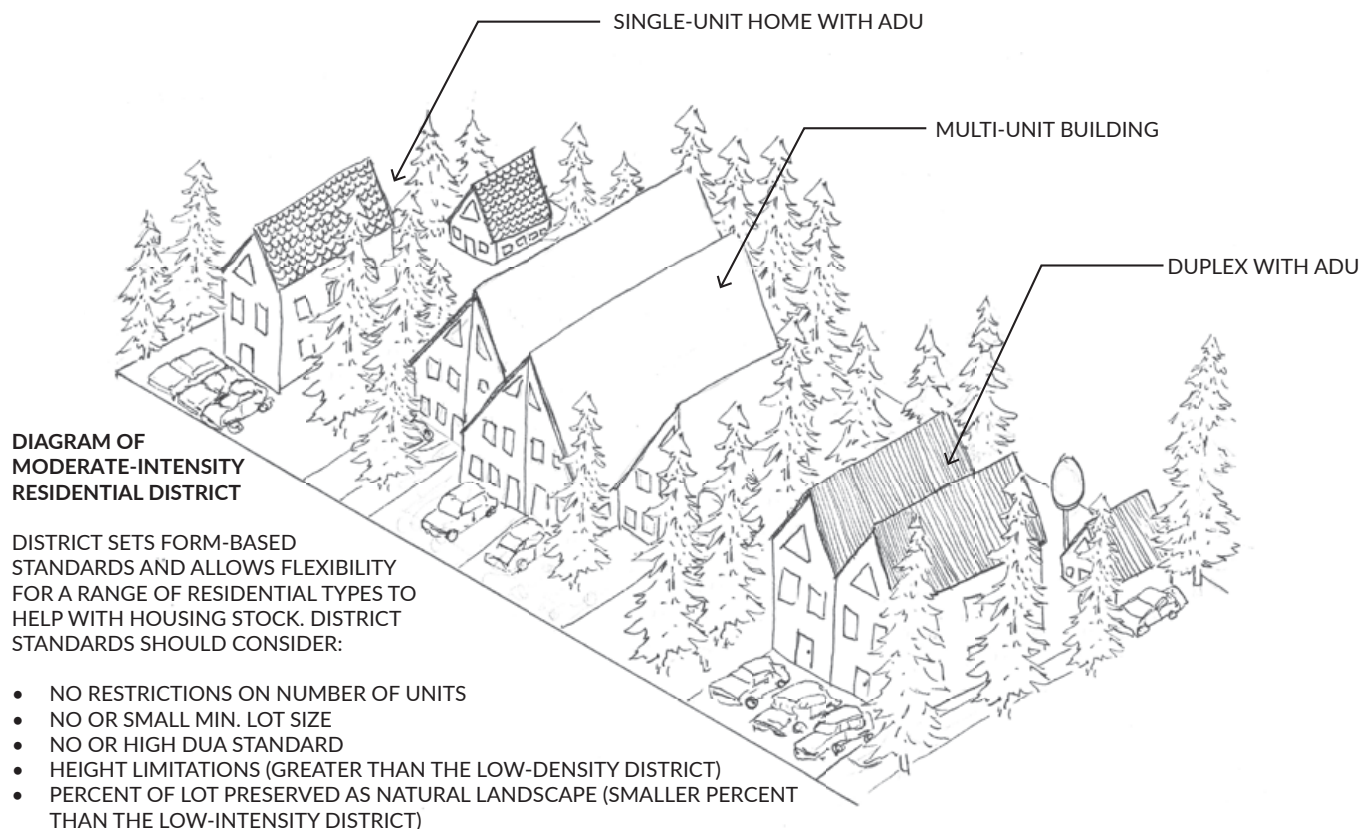 SINGLE-UNIT HOME WITH ADU
MULTI-UNIT BUILDING
DUPLEX WITH ADU
DIAGRAM OF
MODERATE-INTENSITY
RESIDENTIAL DISTRICT
DISTRICT SETS FORM-BASED
STANDARDS AND ALLOWS FLEXIBILITY
FOR A RANGE OF RESIDENTIAL TYPES TO
HELP WITH HOUSING STOCK. DISTRICT
STANDARDS SHOULD CONSIDER:
• NO RESTRICTIONS ON NUMBER OF UNITS
• NO OR SMALL MIN. LOT SIZE
• NO OR HIGH DUA STANDARD
• HEIGHT LIMITATIONS (GREATER THAN THE LOW-DENSITY DISTRICT)
• PERCENT OF LOT PRESERVED AS NATURAL LANDSCAPE (SMALLER PERCENT
THAN THE LOW-INTENSITY DISTRICT)